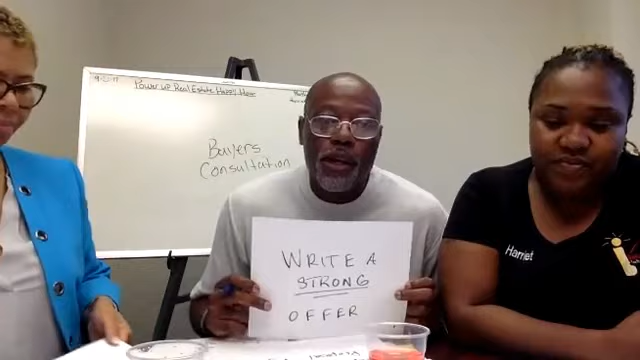 Power up Real Estate Happy Hour
Buyers
Consultation
WRITE A
STRONG
OFFER
Harriet